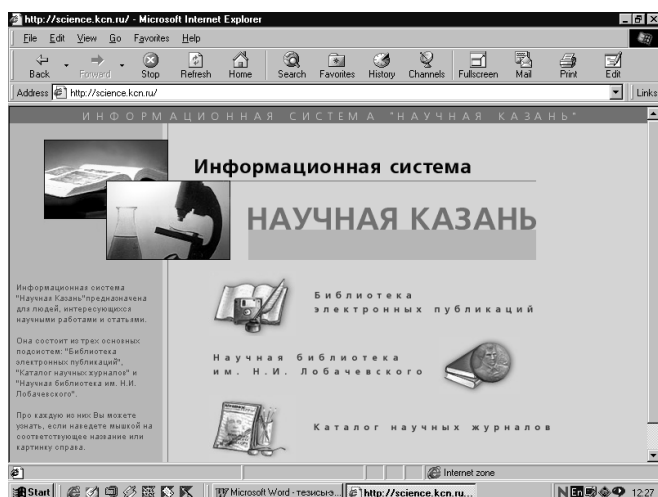 http://science.kcn.ru/ - Microsoft Internet Explorer
File Edit View Go Favorites Help
Back Forward Stop Refresh Home Search Favorites History Channels Fullscreen Mail Print Edit
Address http://science.kcn.ru/ Links
ИНФОРМАЦИОННАЯ СИСТЕМА "НАУЧНАЯ КАЗАНЬ"
Информационная система
НАУЧНАЯ КАЗАНЬ
Информационная система
"Научная Казань"предназначена
для людей, интересующихся
научными работами и статьями.
Она состоит из трех основных
подсистем: "Библиотека
электронных публикаций",
"Каталог научных журналов" и
"Научная библиотека им. Н.И.
Лобачевского".
Про каждую из них Вы можете
узнать, если наведете мышкой на
соответствующее название или
картинку справа.
Библиотека
электронных публикаций
Научная библиотека
им. Н.И. Лобачевского
Каталог научных журналов
Internet zone
Start Microsoft Word - тезисы-э... http://science.kcn.ru... En 12:27